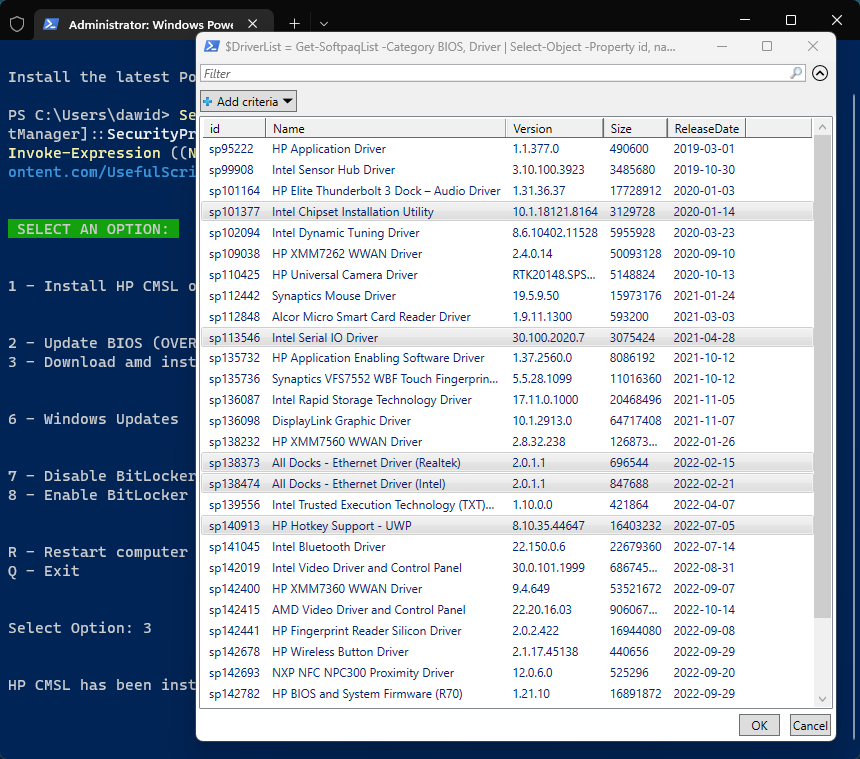 Administrator: Windows Powe
$DriverList = Get-SoftpaqList -Category BIOS, Driver | Select-Object -Property id, na...
Install the latest Po
PS C:\Users\dawid> Se
tManager]::SecurityPr
Invoke-Expression ((N
ontent.com/UsefulScri
SELECT AN OPTION:
1 - Install HP CMSL o
2 - Update BIOS (OVER
3 - Download amd inst
6 - Windows Updates
7 - Disable BitLocker
8 - Enable BitLocker
R - Restart computer
Q - Exit
Select Option: 3
HP CMSL has been inst
Filter
Add criteria
id Name Version Size ReleaseDate
sp95222 HP Application Driver 1.1.377.0 490600 2019-03-01
sp99908 Intel Sensor Hub Driver 3.10.100.3923 3485680 2019-10-30
sp101164 HP Elite Thunderbolt 3 Dock – Audio Driver 1.31.36.37 17728912 2020-01-03
sp101377 Intel Chipset Installation Utility 10.1.18121.8164 3129728 2020-01-14
sp102094 Intel Dynamic Tuning Driver 8.6.10402.11528 5955928 2020-03-23
sp109038 HP XMM7262 WWAN Driver 2.4.0.14 50093128 2020-09-10
sp110425 HP Universal Camera Driver RTK20148.SPS... 5148824 2020-10-13
sp112442 Synaptics Mouse Driver 19.5.9.50 15973176 2021-01-24
sp112848 Alcor Micro Smart Card Reader Driver 1.9.11.1300 593200 2021-03-03
sp113546 Intel Serial IO Driver 30.100.2020.7 3075424 2021-04-28
sp135732 HP Application Enabling Software Driver 1.37.2560.0 8086192 2021-10-12
sp135736 Synaptics VFS7552 WBF Touch Fingerprin... 5.5.28.1099 11016360 2021-10-12
sp136087 Intel Rapid Storage Technology Driver 17.11.0.1000 20468496 2021-11-05
sp136098 DisplayLink Graphic Driver 10.1.2913.0 64717408 2021-11-07
sp138232 HP XMM7560 WWAN Driver 2.8.32.238 126873... 2022-01-26
sp138373 All Docks - Ethernet Driver (Realtek) 2.0.1.1 696544 2022-02-15
sp138474 All Docks - Ethernet Driver (Intel) 2.0.1.1 847688 2022-02-21
sp139556 Intel Trusted Execution Technology (TXT)... 1.10.0.0 421864 2022-04-07
sp140913 HP Hotkey Support - UWP 8.10.35.44647 16403232 2022-07-05
sp141045 Intel Bluetooth Driver 22.150.0.6 22679360 2022-07-14
sp142019 Intel Video Driver and Control Panel 30.0.101.1999 686745... 2022-08-31
sp142400 HP XMM7360 WWAN Driver 9.4.649 53521672 2022-09-07
sp142415 AMD Video Driver and Control Panel 22.20.16.03 906067... 2022-10-14
sp142441 HP Fingerprint Reader Silicon Driver 2.0.2.422 16944080 2022-09-08
sp142678 HP Wireless Button Driver 2.1.17.45138 440656 2022-09-29
sp142693 NXP NFC NPC300 Proximity Driver 12.0.6.0 525296 2022-09-20
sp142782 HP BIOS and System Firmware (R70) 1.21.10 16891872 2022-09-29
OK Cancel